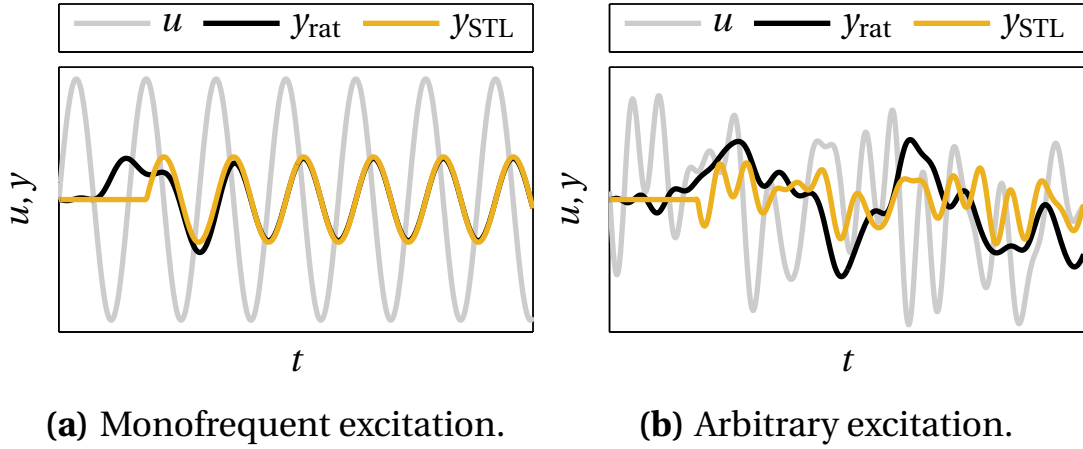 u y_rat y_STL
u, y
t
(a) Monofrequent excitation.
u y_rat y_STL
u, y
t
(b) Arbitrary excitation.